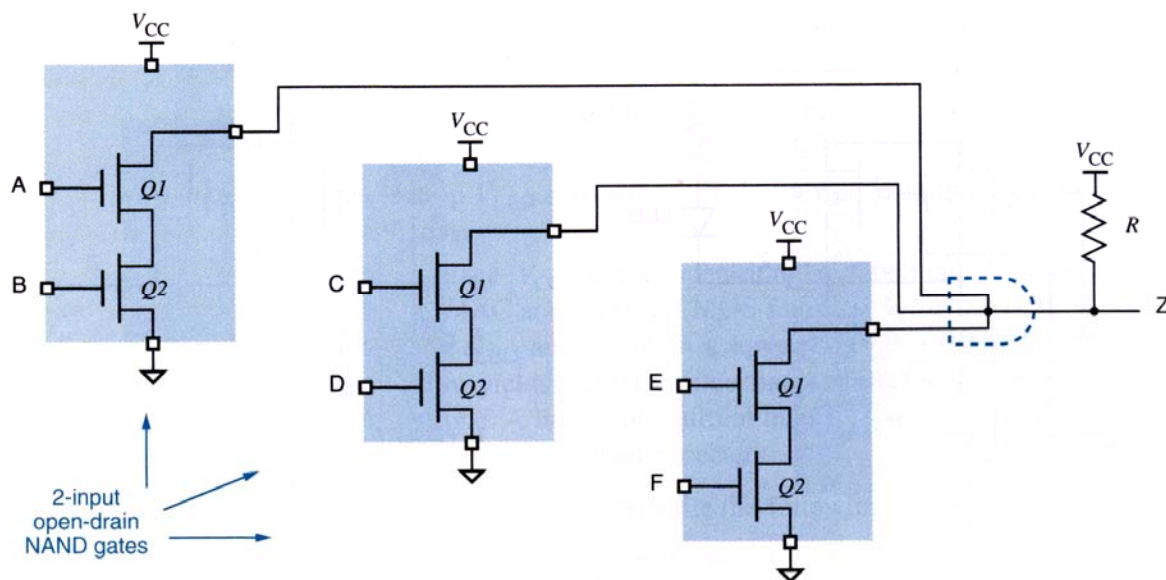 VCC
A
Q1
B
Q2
VCC
C
Q1
D
Q2
VCC
E
Q1
F
Q2
VCC
R
Z
2-input
open-drain
NAND gates